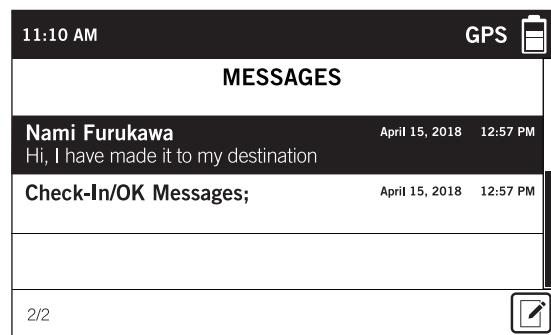 11:10 AM GPS
MESSAGES
Nami Furukawa April 15, 2018 12:57 PM
Hi, I have made it to my destination
Check-In/OK Messages; April 15, 2018 12:57 PM
2/2